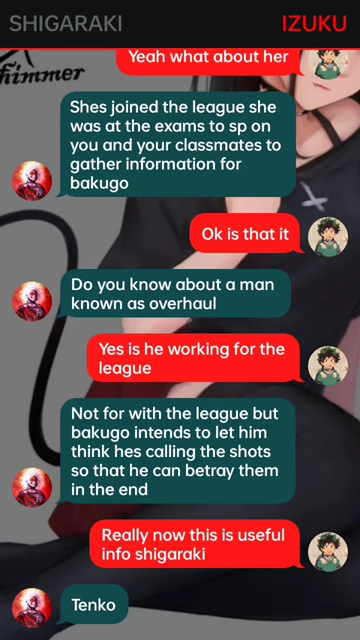 SHIGARAKI IZUKU
Yeah what about her
himmer
Shes joined the league she
was at the exams to sp on
you and your classmates to
gather information for
bakugo
Ok is that it
Do you know about a man
known as overhaul
Yes is he working for the
league
Not for with the league but
bakugo intends to let him
think hes calling the shots
so that he can betray them
in the end
Really now this is useful
info shigaraki
Tenko